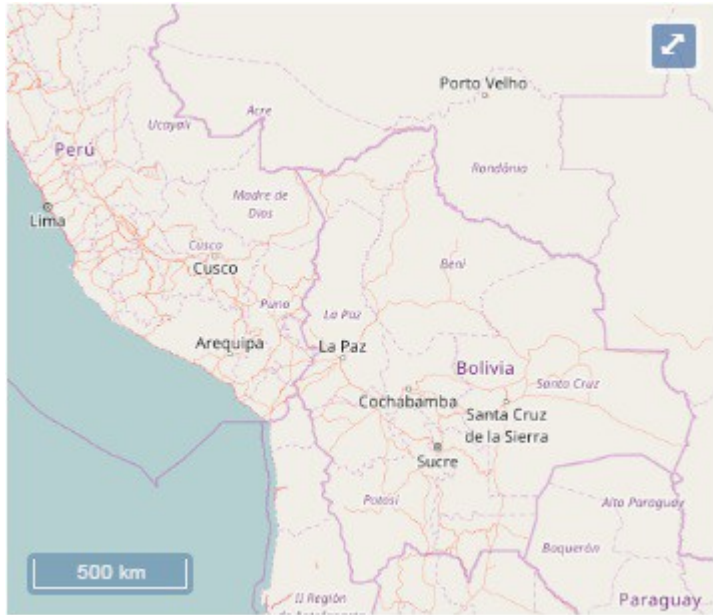 Porto Velho
Acre
Ucayali
Perú
Rondônia
Madre de
Dios
Lima
Cusco
Cusco
Beni
Puno
La Paz
Arequipa
La Paz
Bolivia
Santa Cruz
Cochabamba
Santa Cruz
de la Sierra
Sucre
Potosí
Alto Paraguay
Boquerón
500 km
II Región
de Antofagasta
Paraguay